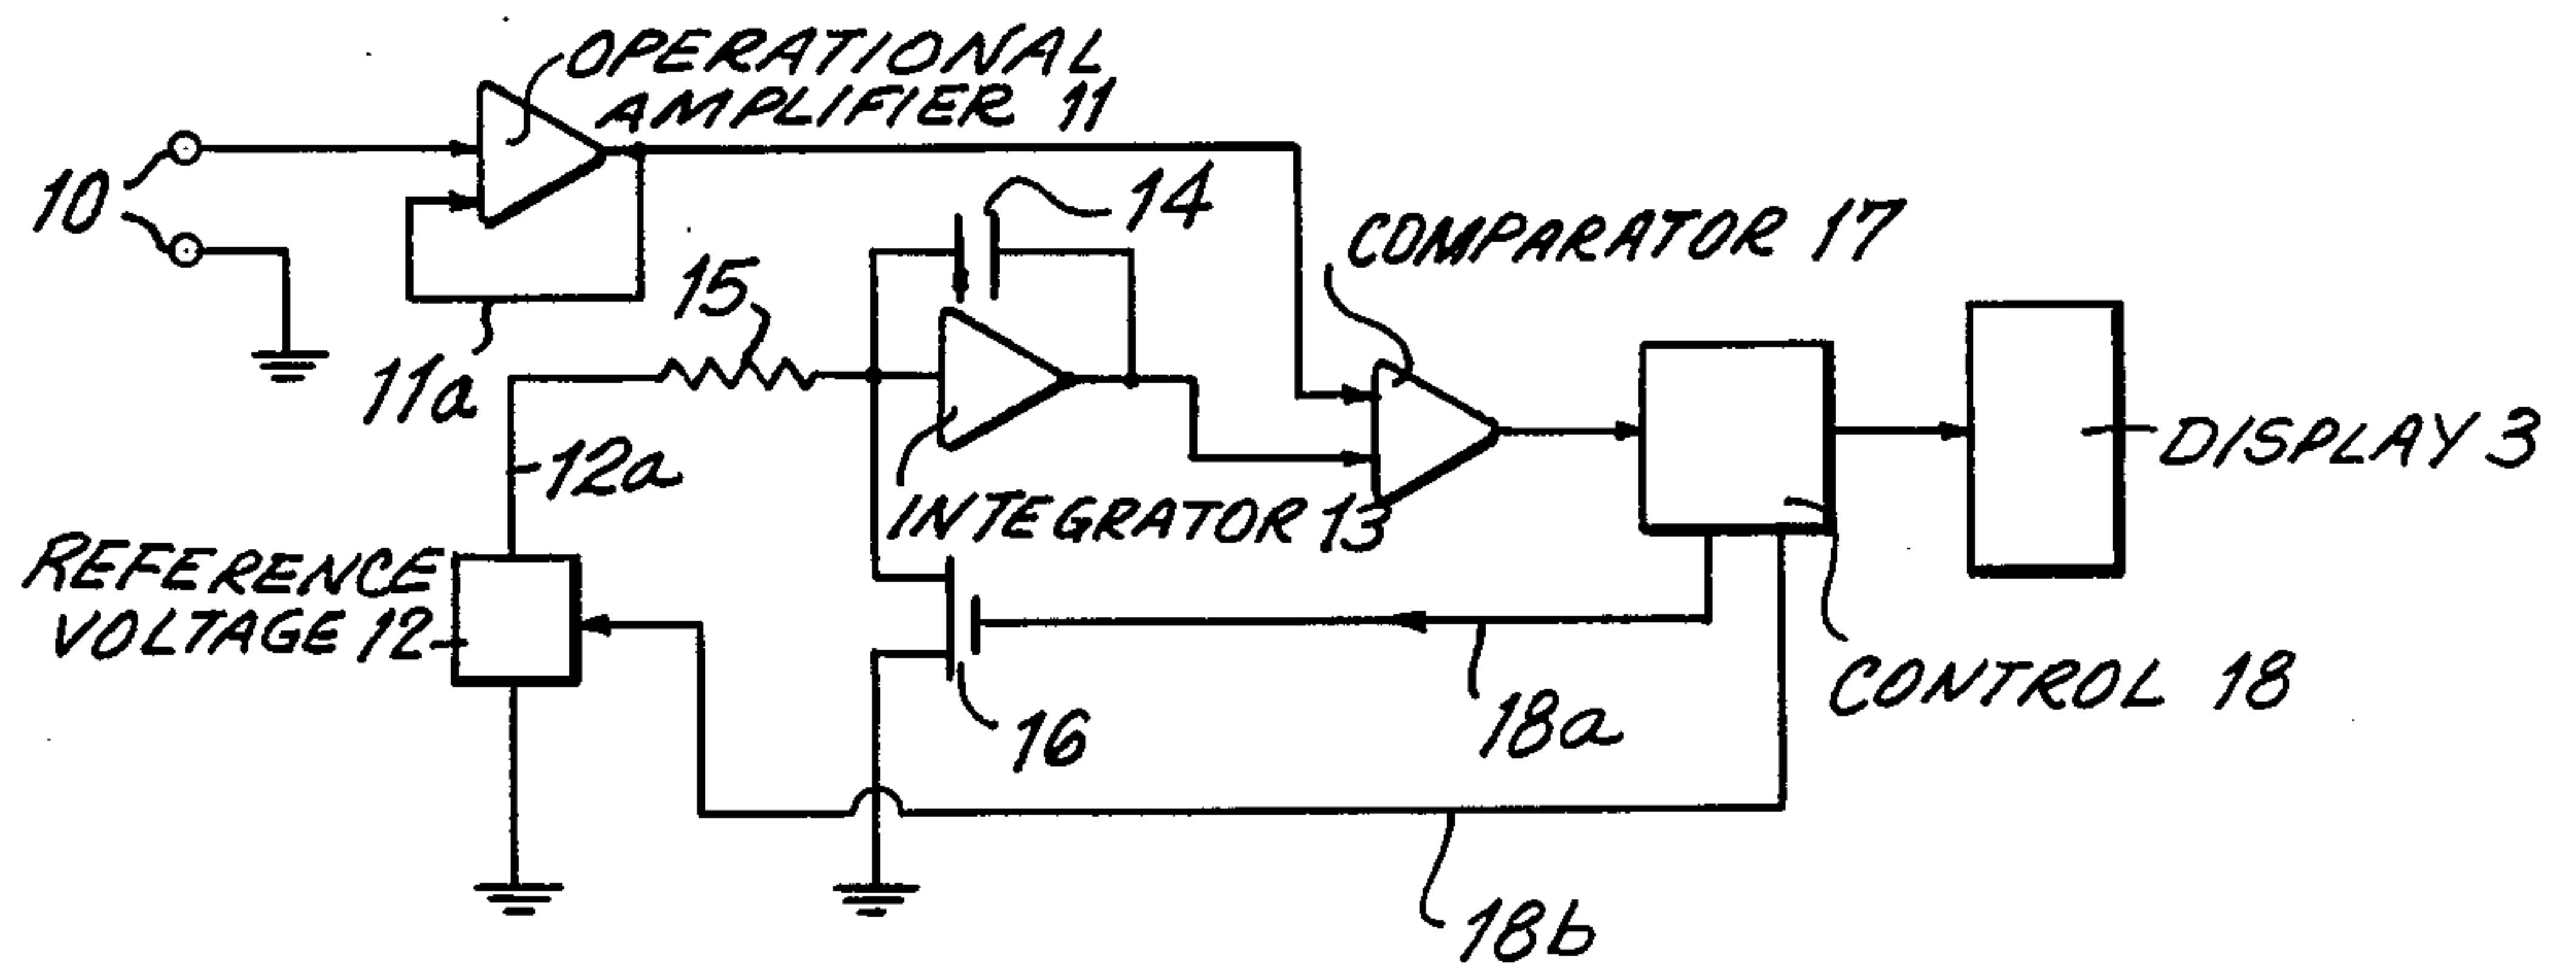 OPERATIONAL
AMPLIFIER 11
10
14
COMPARATOR 17
15
11a
12a
DISPLAY 3
INTEGRATOR 13
REFERENCE
VOLTAGE 12
CONTROL 18
16
18a
18b